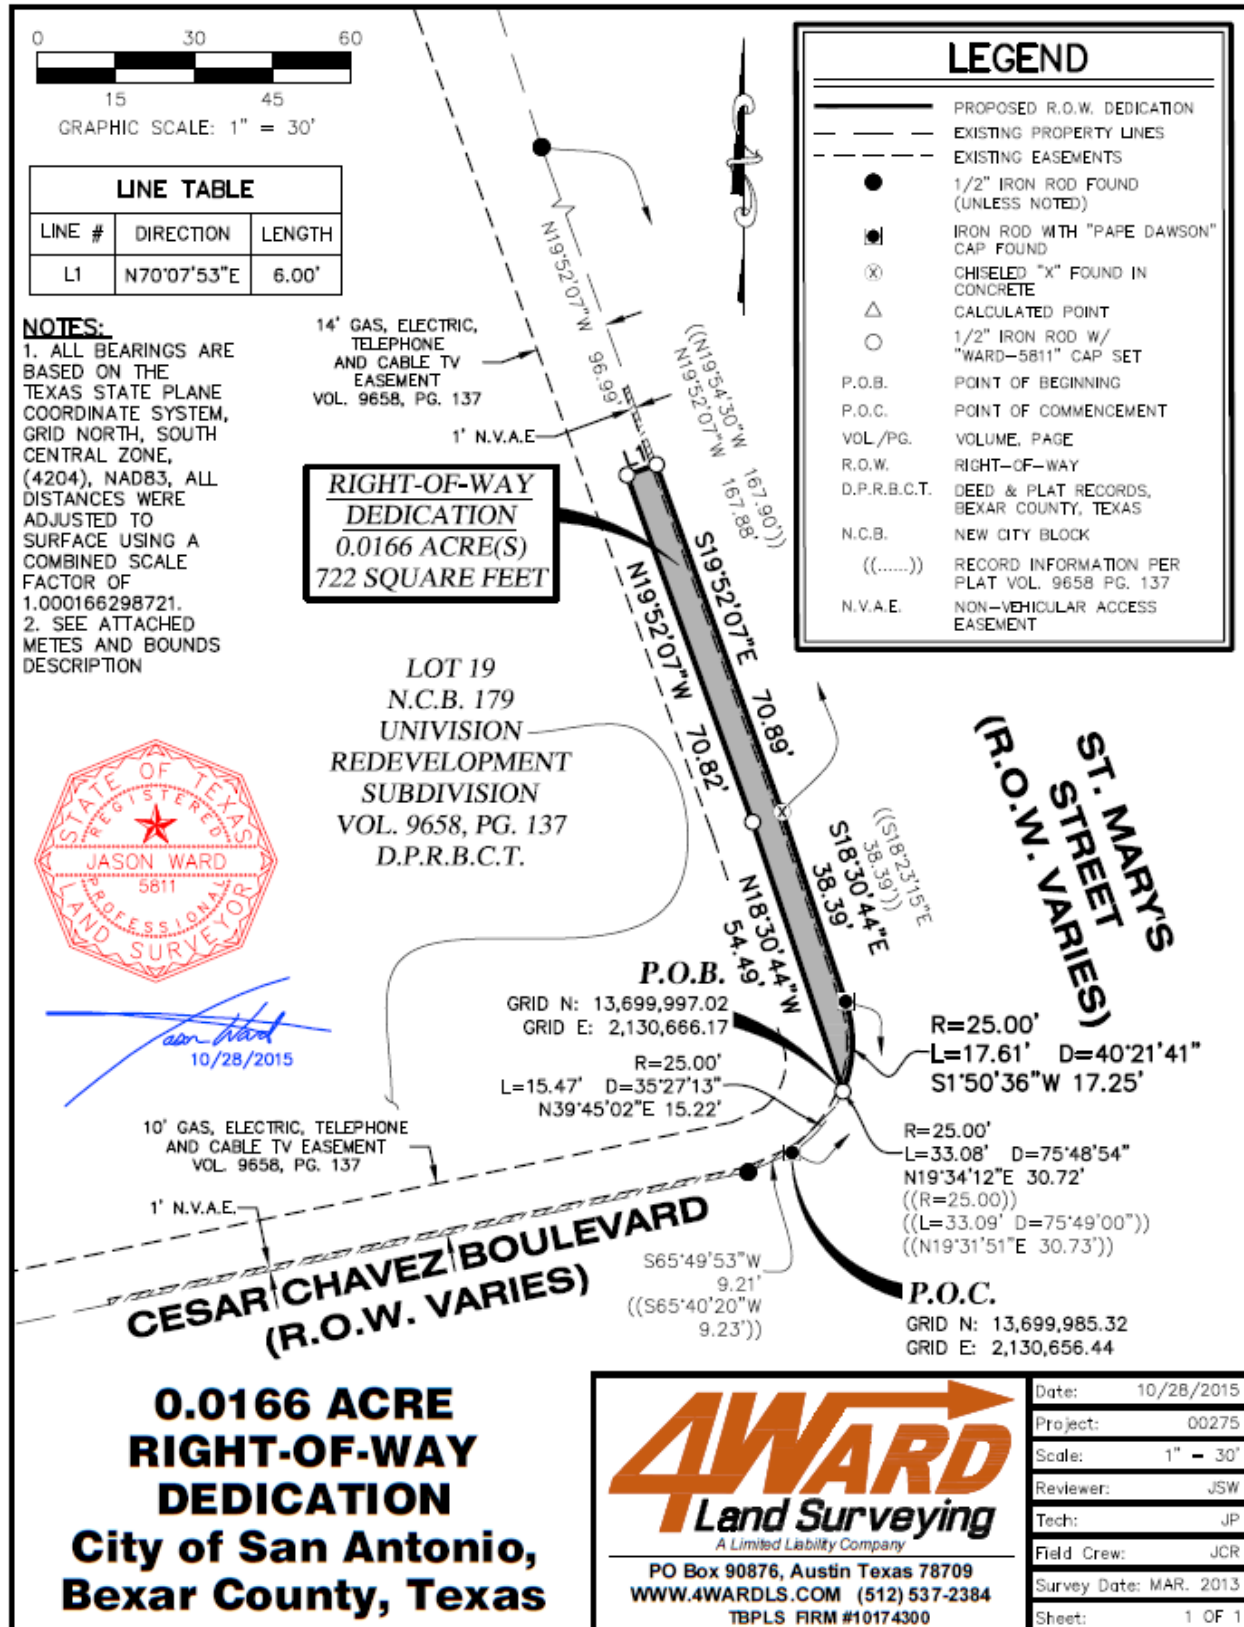 0 30 60
15 45
GRAPHIC SCALE: 1" = 30'
LINE TABLE
LINE # DIRECTION LENGTH
L1 N70°07'53"E 6.00'
NOTES:
1. ALL BEARINGS ARE
BASED ON THE
TEXAS STATE PLANE
COORDINATE SYSTEM,
GRID NORTH, SOUTH
CENTRAL ZONE,
(4204), NAD83, ALL
DISTANCES WERE
ADJUSTED TO
SURFACE USING A
COMBINED SCALE
FACTOR OF
1.000166298721.
2. SEE ATTACHED
METES AND BOUNDS
DESCRIPTION
LEGEND
PROPOSED R.O.W. DEDICATION
EXISTING PROPERTY LINES
EXISTING EASEMENTS
1/2" IRON ROD FOUND
(UNLESS NOTED)
IRON ROD WITH "PAPE DAWSON"
CAP FOUND
CHISELED "X" FOUND IN
CONCRETE
CALCULATED POINT
1/2" IRON ROD W/
"WARD-5811" CAP SET
P.O.B. POINT OF BEGINNING
P.O.C. POINT OF COMMENCEMENT
VOL./PG. VOLUME, PAGE
R.O.W. RIGHT-OF-WAY
D.P.R.B.C.T. DEED & PLAT RECORDS,
BEXAR COUNTY, TEXAS
N.C.B. NEW CITY BLOCK
((......)) RECORD INFORMATION PER
PLAT VOL. 9658 PG. 137
N.V.A.E. NON-VEHICULAR ACCESS
EASEMENT
N19°52'07"W 96.99'
14' GAS, ELECTRIC,
TELEPHONE
AND CABLE TV
EASEMENT
VOL. 9658, PG. 137
1' N.V.A.E
((N19°54'30"W 167.90'))
N19°52'07"W 167.88'
L1
RIGHT-OF-WAY
DEDICATION
0.0166 ACRE(S)
722 SQUARE FEET
S19°52'07"E 70.89'
N19°52'07"W 70.82'
LOT 19
N.C.B. 179
UNIVISION
REDEVELOPMENT
SUBDIVISION
VOL. 9658, PG. 137
D.P.R.B.C.T.
STATE OF TEXAS
REGISTERED
JASON WARD
5811
PROFESSIONAL
LAND SURVEYOR
Jason Ward
10/28/2015
((S18°23'15"E
38.39'))
S18°30'44"E
38.39'
N18°30'44"W
54.49'
ST. MARY'S
STREET
(R.O.W. VARIES)
P.O.B.
GRID N: 13,699,997.02
GRID E: 2,130,666.17
R=25.00'
L=15.47' D=35°27'13"
N39°45'02"E 15.22'
R=25.00'
L=17.61' D=40°21'41"
S1°50'36"W 17.25'
R=25.00'
L=33.08' D=75°48'54"
N19°34'12"E 30.72'
((R=25.00))
((L=33.09' D=75°49'00"))
((N19°31'51"E 30.73'))
10' GAS, ELECTRIC, TELEPHONE
AND CABLE TV EASEMENT
VOL. 9658, PG. 137
1' N.V.A.E.
CESAR CHAVEZ BOULEVARD
(R.O.W. VARIES)
S65°49'53"W
9.21'
((S65°40'20"W
9.23'))
P.O.C.
GRID N: 13,699,985.32
GRID E: 2,130,656.44
0.0166 ACRE
RIGHT-OF-WAY
DEDICATION
City of San Antonio,
Bexar County, Texas
4WARD
Land Surveying
A Limited Liability Company
PO Box 90876, Austin Texas 78709
WWW.4WARDLS.COM (512) 537-2384
TBPLS FIRM #10174300
Date: 10/28/2015
Project: 00275
Scale: 1" = 30'
Reviewer: JSW
Tech: JP
Field Crew: JCR
Survey Date: MAR. 2013
Sheet: 1 OF 1